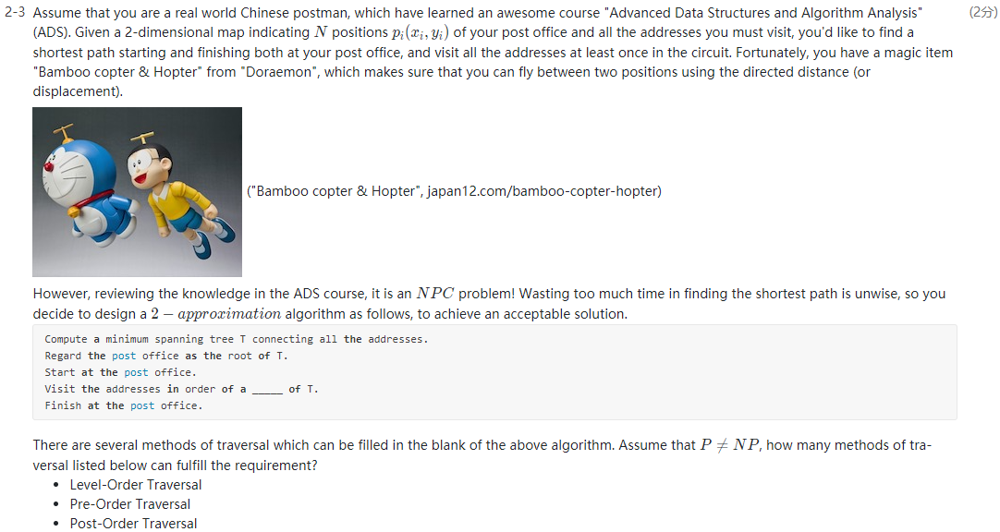 2-3 Assume that you are a real world Chinese postman, which have learned an awesome course "Advanced Data Structures and Algorithm Analysis" (2分)
(ADS). Given a 2-dimensional map indicating N positions p_i(x_i, y_i) of your post office and all the addresses you must visit, you'd like to find a
shortest path starting and finishing both at your post office, and visit all the addresses at least once in the circuit. Fortunately, you have a magic item
"Bamboo copter & Hopter" from "Doraemon", which makes sure that you can fly between two positions using the directed distance (or
displacement).
("Bamboo copter & Hopter", japan12.com/bamboo-copter-hopter)
However, reviewing the knowledge in the ADS course, it is an NPC problem! Wasting too much time in finding the shortest path is unwise, so you
decide to design a 2 − approximation algorithm as follows, to achieve an acceptable solution.
Compute a minimum spanning tree T connecting all the addresses.
Regard the post office as the root of T.
Start at the post office.
Visit the addresses in order of a _____ of T.
Finish at the post office.
There are several methods of traversal which can be filled in the blank of the above algorithm. Assume that P ≠ NP, how many methods of tra-
versal listed below can fulfill the requirement?
• Level-Order Traversal
• Pre-Order Traversal
• Post-Order Traversal